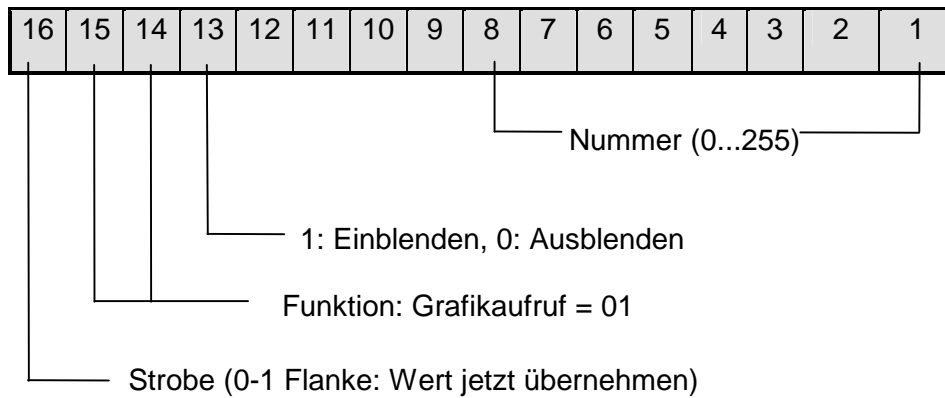 16 15 14 13 12 11 10 9 8 7 6 5 4 3 2 1
Nummer (0...255)
1: Einblenden, 0: Ausblenden
Funktion: Grafikaufruf = 01
Strobe (0-1 Flanke: Wert jetzt übernehmen)